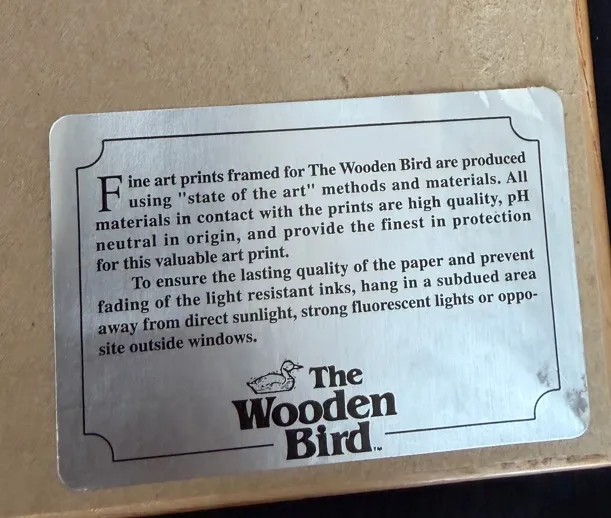 Fine art prints framed for The Wooden Bird are produced
using "state of the art" methods and materials. All
materials in contact with the prints are high quality, pH
neutral in origin, and provide the finest in protection
for this valuable art print.
To ensure the lasting quality of the paper and prevent
fading of the light resistant inks, hang in a subdued area
away from direct sunlight, strong fluorescent lights or oppo-
site outside windows.
The
Wooden
Bird™